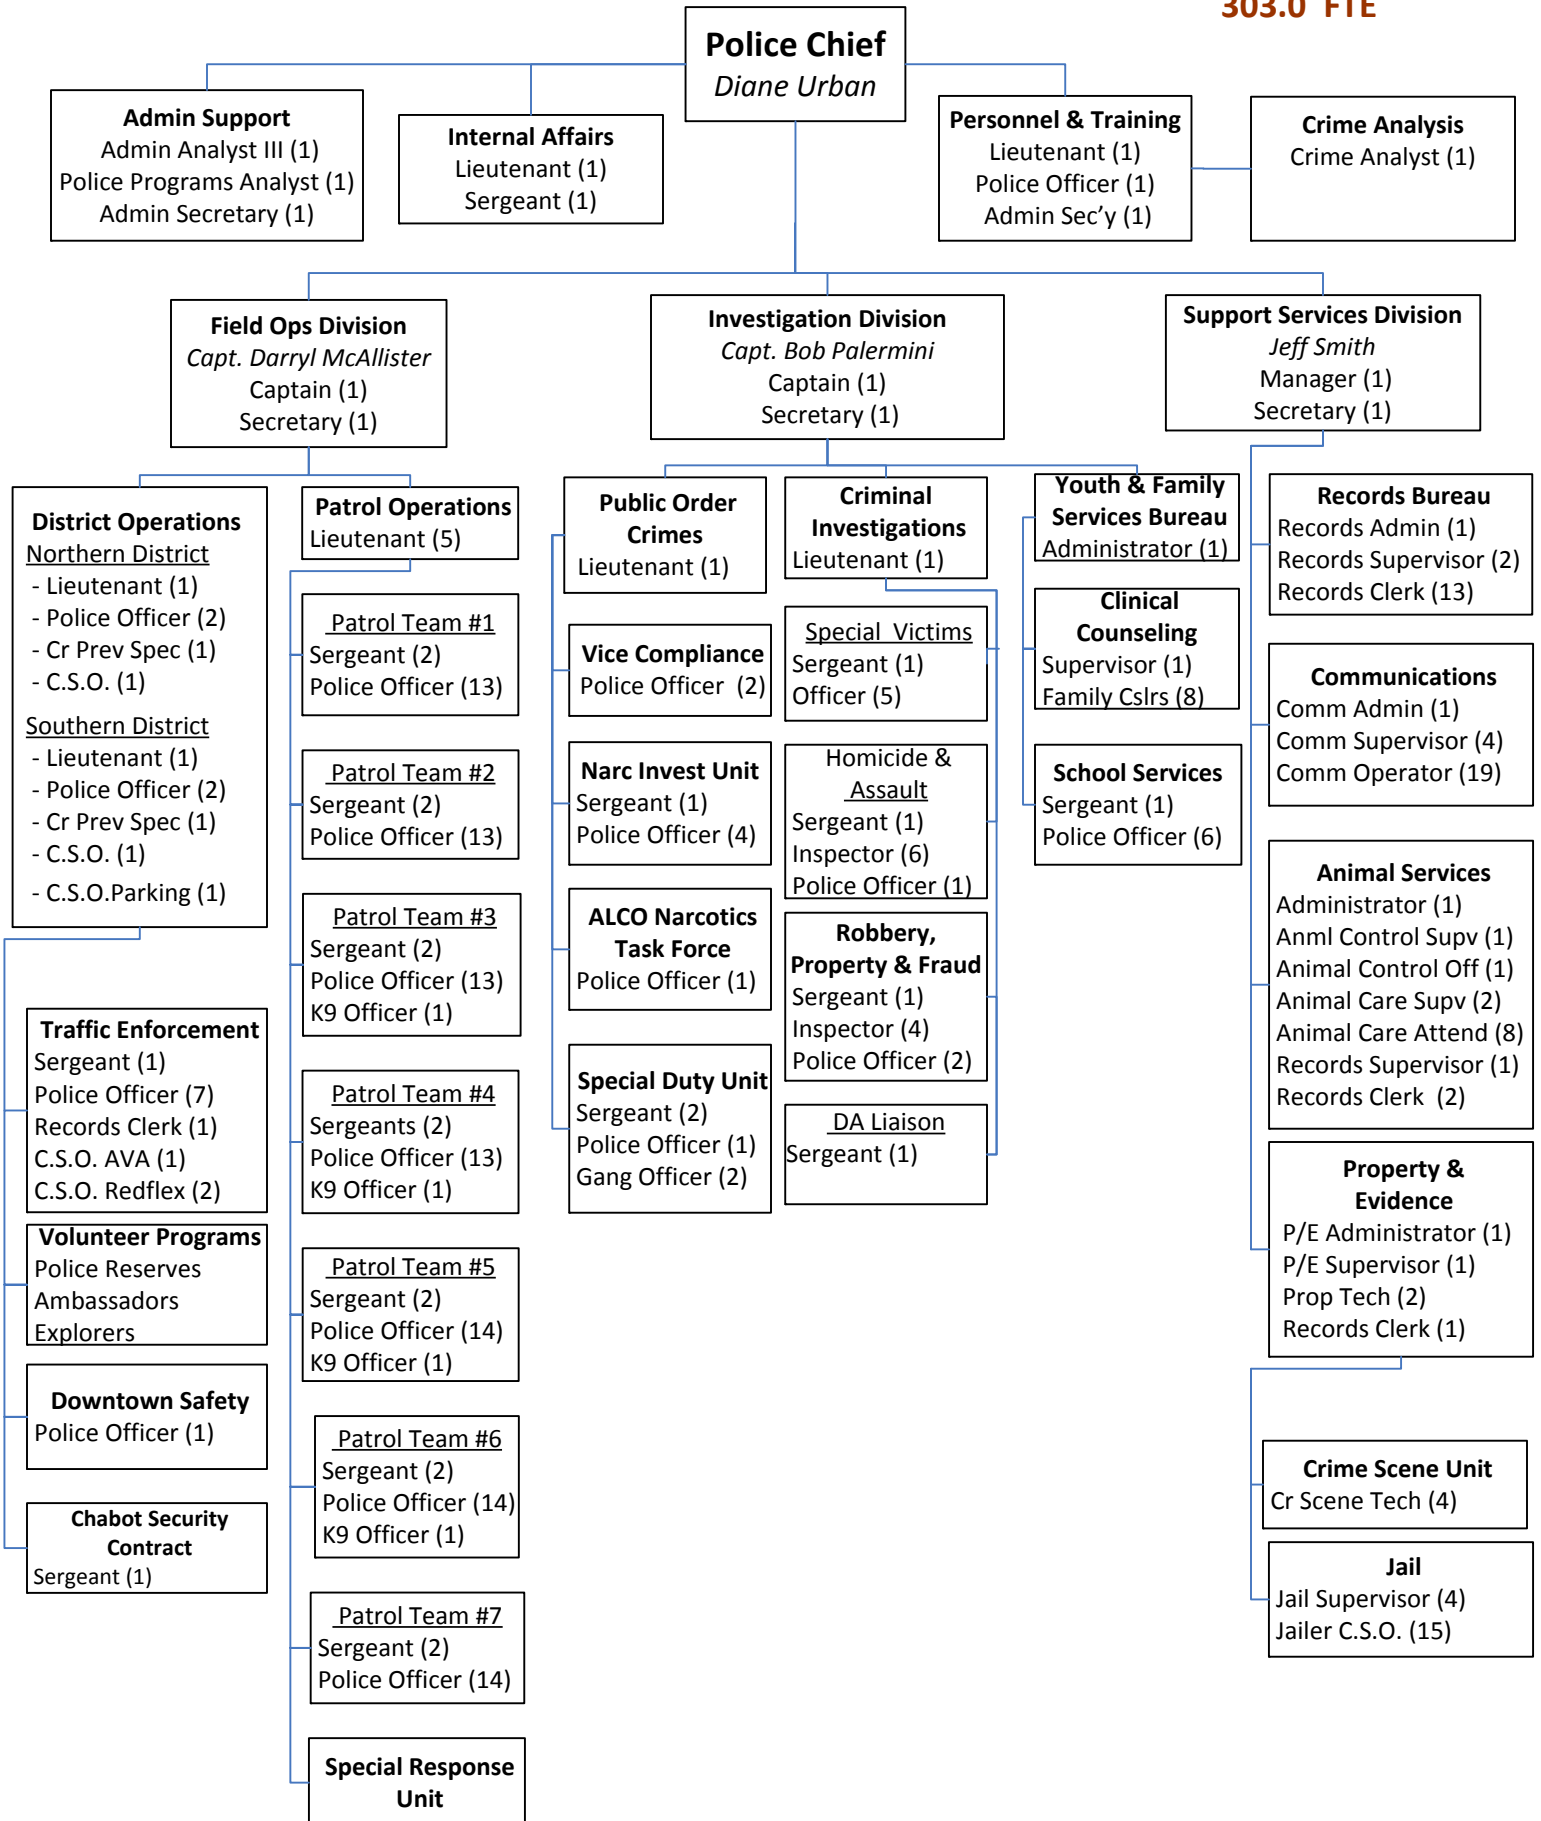 303.0 FTE
Police Chief
Diane Urban
Admin Support
Admin Analyst III (1)
Police Programs Analyst (1)
Admin Secretary (1)
Internal Affairs
Lieutenant (1)
Sergeant (1)
Personnel & Training
Lieutenant (1)
Police Officer (1)
Admin Sec’y (1)
Crime Analysis
Crime Analyst (1)
Field Ops Division
Capt. Darryl McAllister
Captain (1)
Secretary (1)
Investigation Division
Capt. Bob Palermini
Captain (1)
Secretary (1)
Support Services Division
Jeff Smith
Manager (1)
Secretary (1)
District Operations
Northern District
- Lieutenant (1)
- Police Officer (2)
- Cr Prev Spec (1)
- C.S.O. (1)
Southern District
- Lieutenant (1)
- Police Officer (2)
- Cr Prev Spec (1)
- C.S.O. (1)
- C.S.O.Parking (1)
Traffic Enforcement
Sergeant (1)
Police Officer (7)
Records Clerk (1)
C.S.O. AVA (1)
C.S.O. Redflex (2)
Volunteer Programs
Police Reserves
Ambassadors
Explorers
Downtown Safety
Police Officer (1)
Chabot Security
Contract
Sergeant (1)
Patrol Operations
Lieutenant (5)
Patrol Team #1
Sergeant (2)
Police Officer (13)
Patrol Team #2
Sergeant (2)
Police Officer (13)
Patrol Team #3
Sergeant (2)
Police Officer (13)
K9 Officer (1)
Patrol Team #4
Sergeants (2)
Police Officer (13)
K9 Officer (1)
Patrol Team #5
Sergeant (2)
Police Officer (14)
K9 Officer (1)
Patrol Team #6
Sergeant (2)
Police Officer (14)
K9 Officer (1)
Patrol Team #7
Sergeant (2)
Police Officer (14)
Special Response
Unit
Public Order
Crimes
Lieutenant (1)
Vice Compliance
Police Officer (2)
Narc Invest Unit
Sergeant (1)
Police Officer (4)
ALCO Narcotics
Task Force
Police Officer (1)
Special Duty Unit
Sergeant (2)
Police Officer (1)
Gang Officer (2)
Criminal
Investigations
Lieutenant (1)
Special Victims
Sergeant (1)
Officer (5)
Homicide &
Assault
Sergeant (1)
Inspector (6)
Police Officer (1)
Robbery,
Property & Fraud
Sergeant (1)
Inspector (4)
Police Officer (2)
DA Liaison
Sergeant (1)
Youth & Family
Services Bureau
Administrator (1)
Clinical
Counseling
Supervisor (1)
Family Cslrs (8)
School Services
Sergeant (1)
Police Officer (6)
Records Bureau
Records Admin (1)
Records Supervisor (2)
Records Clerk (13)
Communications
Comm Admin (1)
Comm Supervisor (4)
Comm Operator (19)
Animal Services
Administrator (1)
Anml Control Supv (1)
Animal Control Off (1)
Animal Care Supv (2)
Animal Care Attend (8)
Records Supervisor (1)
Records Clerk (2)
Property &
Evidence
P/E Administrator (1)
P/E Supervisor (1)
Prop Tech (2)
Records Clerk (1)
Crime Scene Unit
Cr Scene Tech (4)
Jail
Jail Supervisor (4)
Jailer C.S.O. (15)